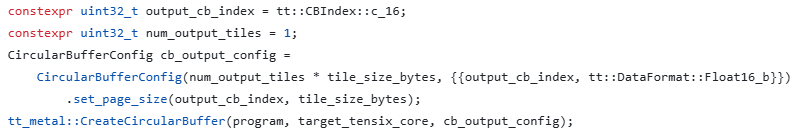 constexpr uint32_t output_cb_index = tt::CBIndex::c_16;
constexpr uint32_t num_output_tiles = 1;
CircularBufferConfig cb_output_config =
    CircularBufferConfig(num_output_tiles * tile_size_bytes, {{output_cb_index, tt::DataFormat::Float16_b}})
        .set_page_size(output_cb_index, tile_size_bytes);
tt_metal::CreateCircularBuffer(program, target_tensix_core, cb_output_config);